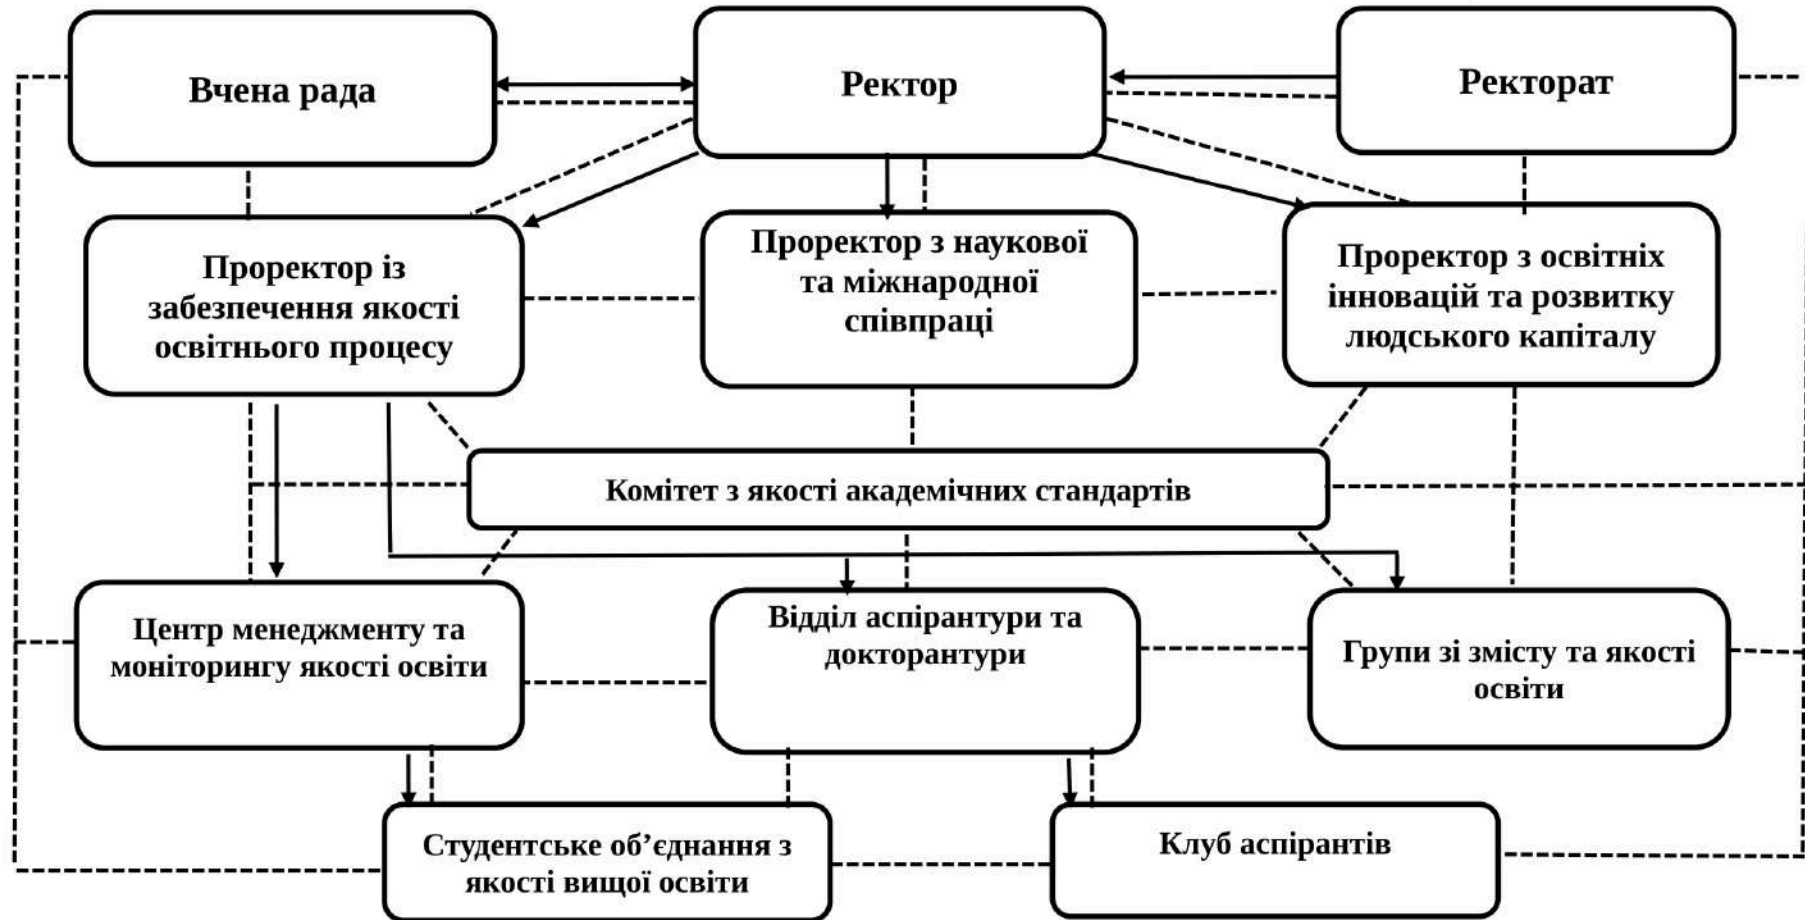 Вчена рада
Ректор
Ректорат
Проректор із
забезпечення якості
освітнього процесу
Проректор з наукової
та міжнародної
співпраці
Проректор з освітніх
інновацій та розвитку
людського капіталу
Комітет з якості академічних стандартів
Центр менеджменту та
моніторингу якості освіти
Відділ аспірантури та
докторантури
Групи зі змісту та якості
освіти
Студентське об’єднання з
якості вищої освіти
Клуб аспірантів